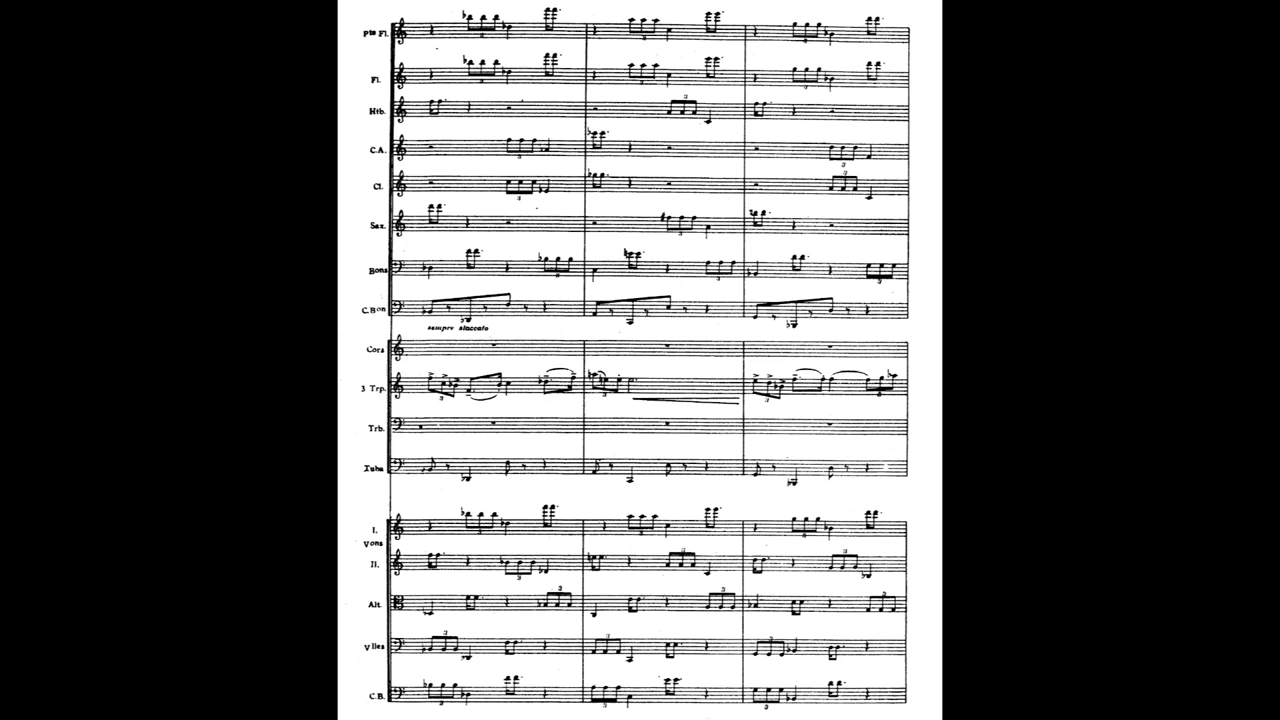 Pte Fl.
Fl.
Htb.
C.A.
Cl.
Sax.
Bons
C.Bon
sempre staccato
Cors
3 Trp.
Trb.
Tuba
I.
Vons
II.
Alt.
Vlles
C.B.